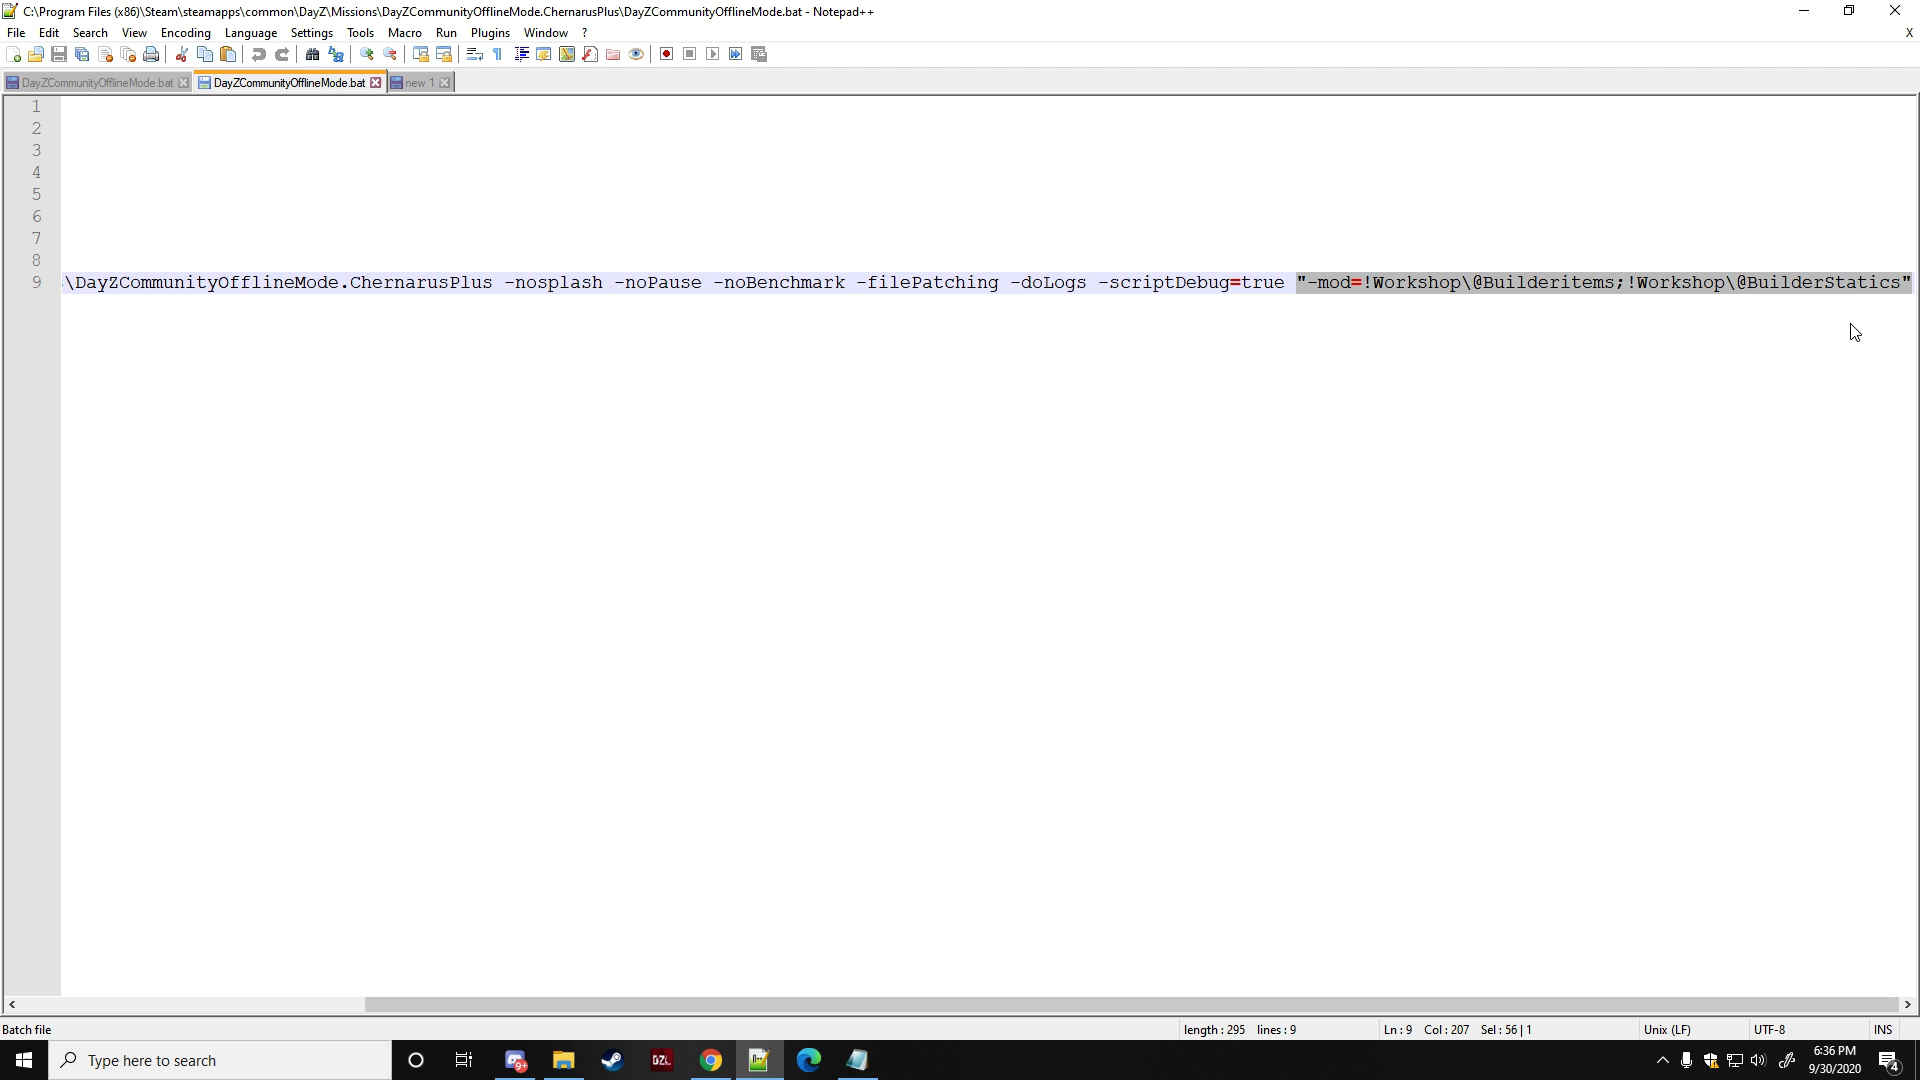 C:\Program Files (x86)\Steam\steamapps\common\DayZ\Missions\DayZCommunityOfflineMode.ChernarusPlus\DayZCommunityOfflineMode.bat - Notepad++
File Edit Search View Encoding Language Settings Tools Macro Run Plugins Window ? X
DayZCommunityOfflineMode.bat DayZCommunityOfflineMode.bat new 1
1
2
3
4
5
6
7
8
9 \DayZCommunityOfflineMode.ChernarusPlus -nosplash -noPause -noBenchmark -filePatching -doLogs -scriptDebug=true "-mod=!Workshop\@Builderitems;!Workshop\@BuilderStatics"
Batch file length : 295 lines : 9 Ln : 9 Col : 207 Sel : 56 | 1 Unix (LF) UTF-8 INS
Type here to search 9+ DZL 6:36 PM
9/30/2020 4